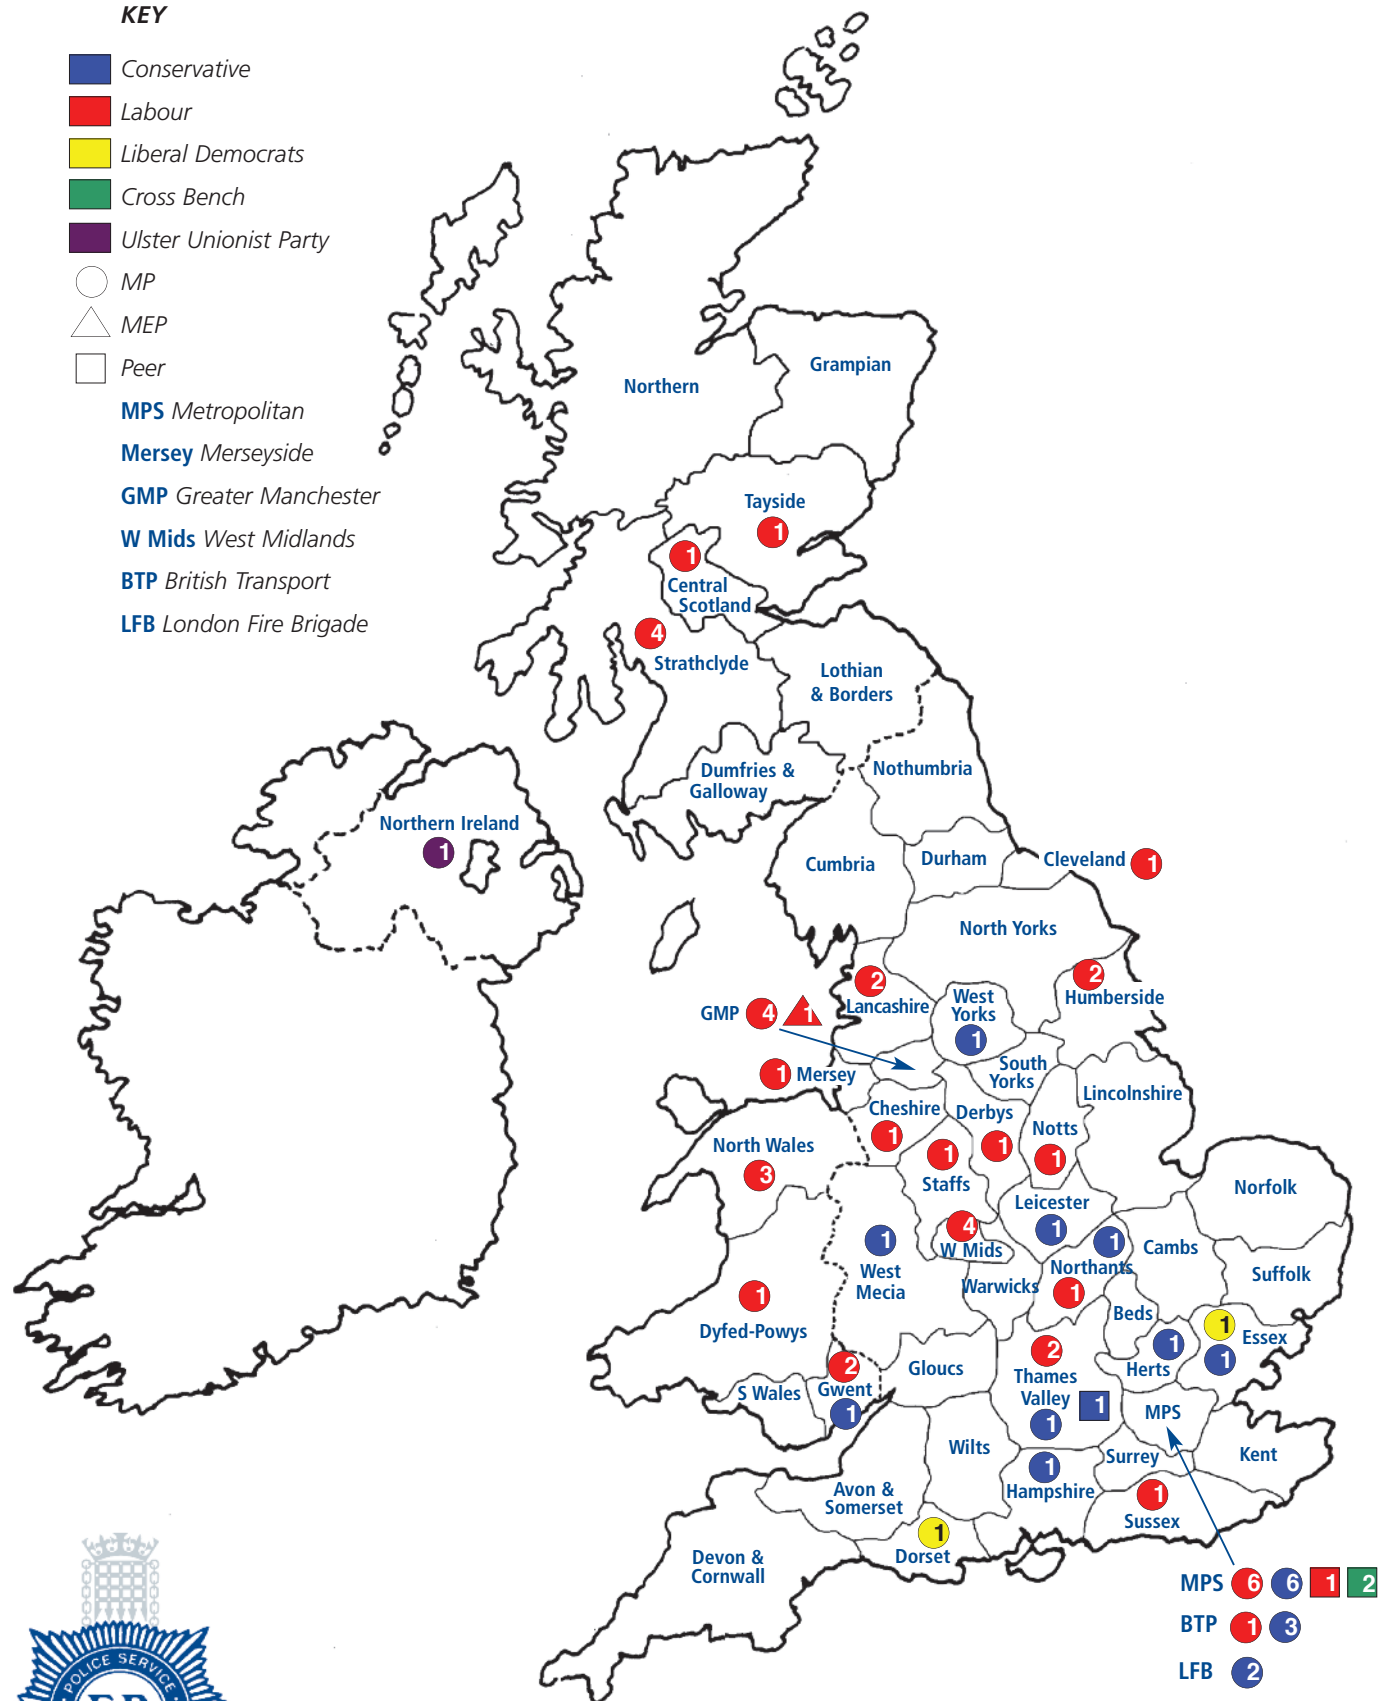 KEY
Conservative
Labour
Liberal Democrats
Cross Bench
Ulster Unionist Party
MP
MEP
Peer
MPS Metropolitan
Mersey Merseyside
GMP Greater Manchester
W Mids West Midlands
BTP British Transport
LFB London Fire Brigade
Northern
Grampian
Tayside
1
1
Central
Scotland
4
Strathclyde
Lothian
& Borders
Dumfries &
Galloway
Nothumbria
Northern Ireland
1
Cumbria
Durham
Cleveland 1
North Yorks
2
Lancashire
West
Yorks
1
2
Humberside
GMP 4 1
1 Mersey
South
Yorks
Lincolnshire
Cheshire
1
Derbys
1
Notts
1
North Wales
3
1
Staffs
Leicester
1
Norfolk
4
W Mids
1
West
Mecia
1
Northants
1
Cambs
Suffolk
Warwicks
1
Dyfed-Powys
Beds
1
Essex
1
1
Herts
2
Thames
Valley
1
1
2
Gwent
1
S Wales
Gloucs
MPS
Wilts
Surrey
Kent
1
Hampshire
Avon &
Somerset
1
Sussex
1
Dorset
Devon &
Cornwall
MPS 6 6 1 2
BTP 1 3
LFB 2
POLICE SERVICE